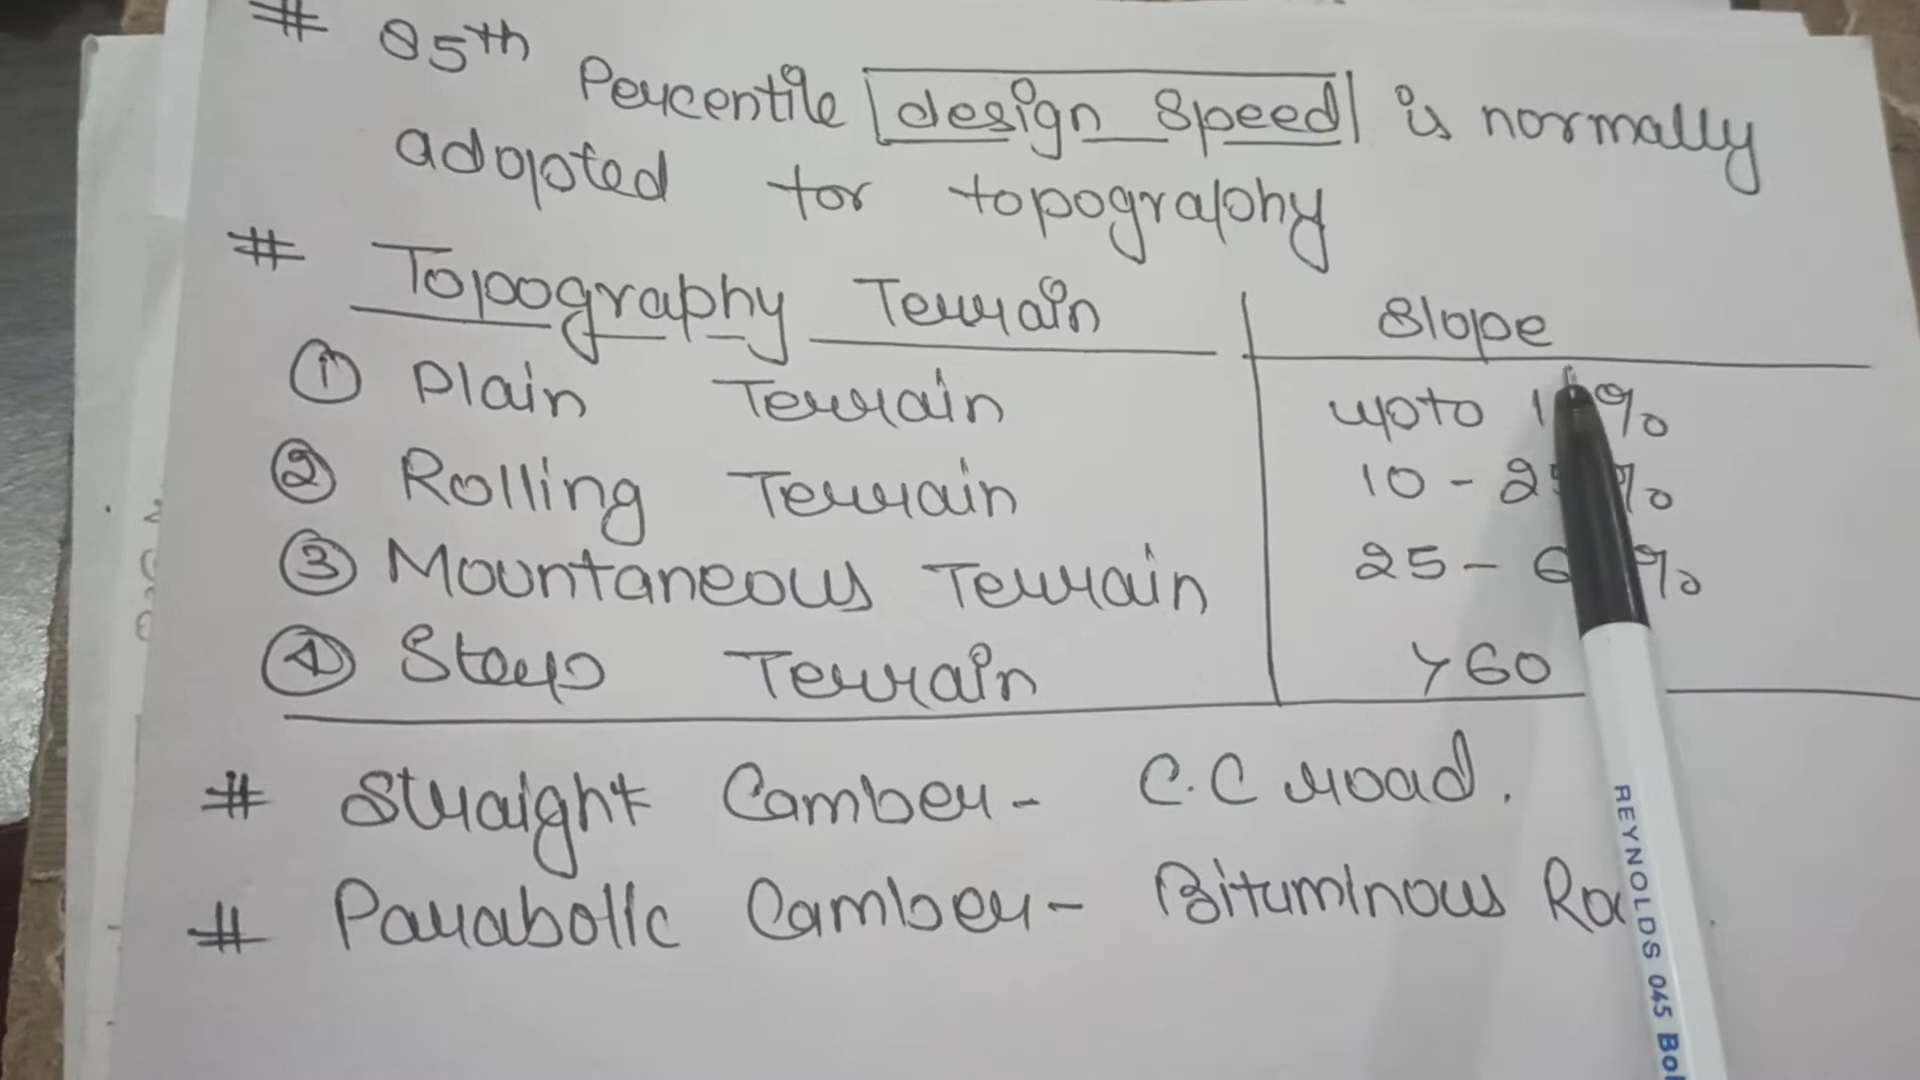 # 85th Percentile design speed is normally
adopted for topography
# Topography Terrain Slope
① Plain Terrain upto %
② Rolling Terrain 10 - %
③ Mountaneous Terrain 25 - %
④ Steep Terrain >60
# Straight Camber - C.C road.
# Parabolic Camber - Bituminous
REYNOLDS 045